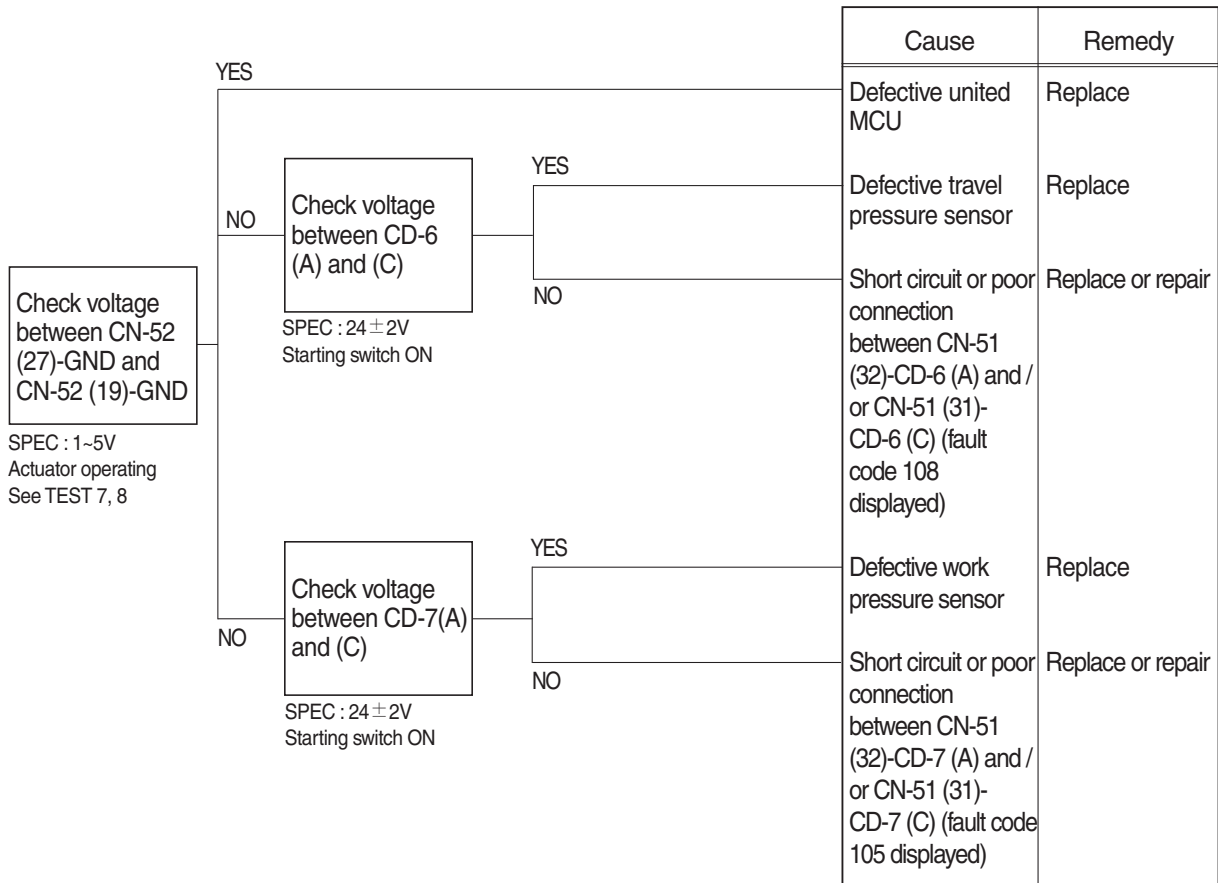 Cause
Remedy
YES
Defective united
MCU
Replace
Check voltage
between CD-6
(A) and (C)
NO
SPEC : 24±2V
Starting switch ON
YES
Defective travel
pressure sensor
Replace
NO
Short circuit or poor
connection
between CN-51
(32)-CD-6 (A) and /
or CN-51 (31)-
CD-6 (C) (fault
code 108
displayed)
Replace or repair
Check voltage
between CN-52
(27)-GND and
CN-52 (19)-GND
SPEC : 1~5V
Actuator operating
See TEST 7, 8
NO
Check voltage
between CD-7(A)
and (C)
SPEC : 24±2V
Starting switch ON
YES
Defective work
pressure sensor
Replace
NO
Short circuit or poor
connection
between CN-51
(32)-CD-7 (A) and /
or CN-51 (31)-
CD-7 (C) (fault code
105 displayed)
Replace or repair